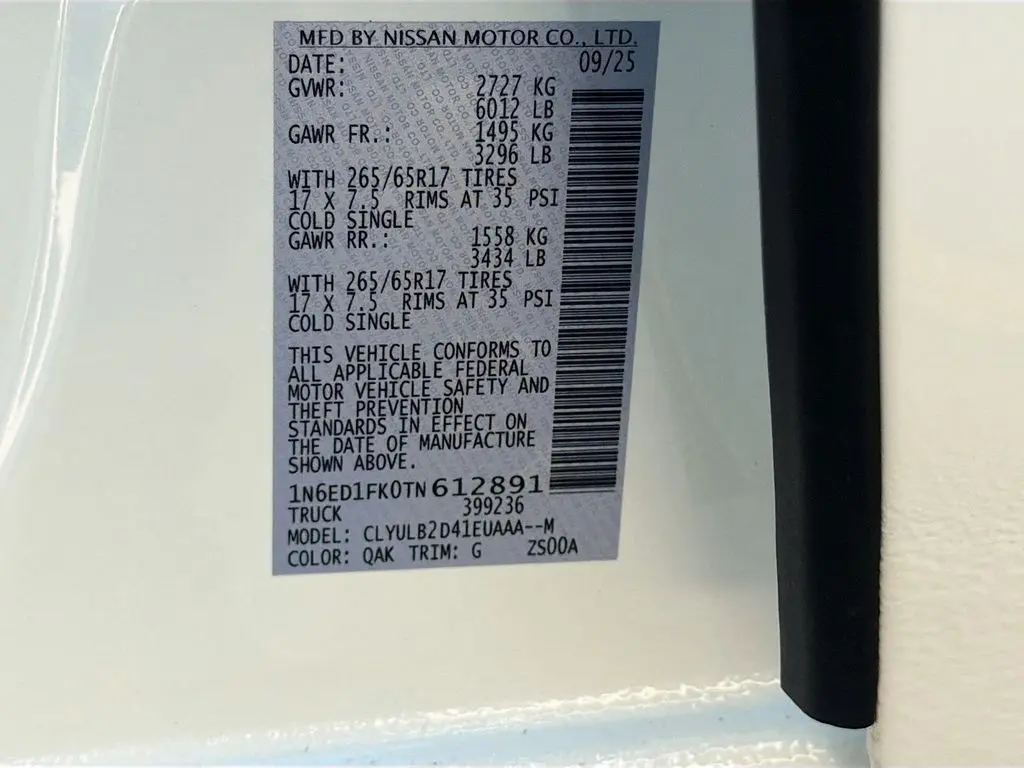 MFD BY NISSAN MOTOR CO., LTD.
DATE: 09/25
GVWR: 2727 KG
6012 LB
GAWR FR.: 1495 KG
3296 LB
WITH 265/65R17 TIRES
17 X 7.5 RIMS AT 35 PSI
COLD SINGLE
GAWR RR.: 1558 KG
3434 LB
WITH 265/65R17 TIRES
17 X 7.5 RIMS AT 35 PSI
COLD SINGLE
THIS VEHICLE CONFORMS TO
ALL APPLICABLE FEDERAL
MOTOR VEHICLE SAFETY AND
THEFT PREVENTION
STANDARDS IN EFFECT ON
THE DATE OF MANUFACTURE
SHOWN ABOVE.
1N6ED1FK0TN612891
TRUCK 399236
MODEL: CLYULB2D41EUAAA--M
COLOR: QAK TRIM: G ZS00A